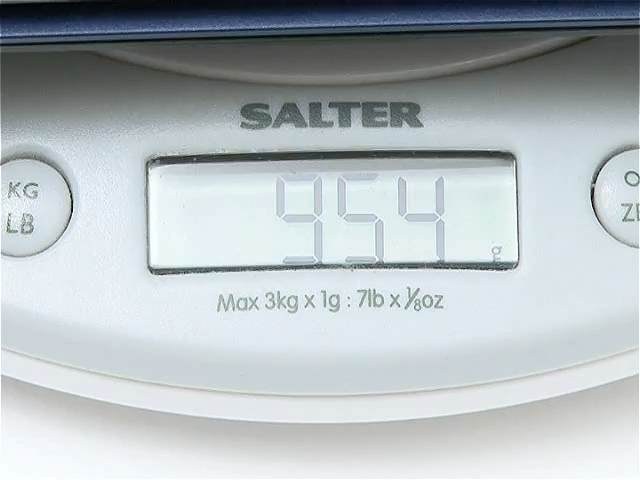 SALTER
KG
LB
954
g
Max 3kg x 1g : 7lb x ⅛oz